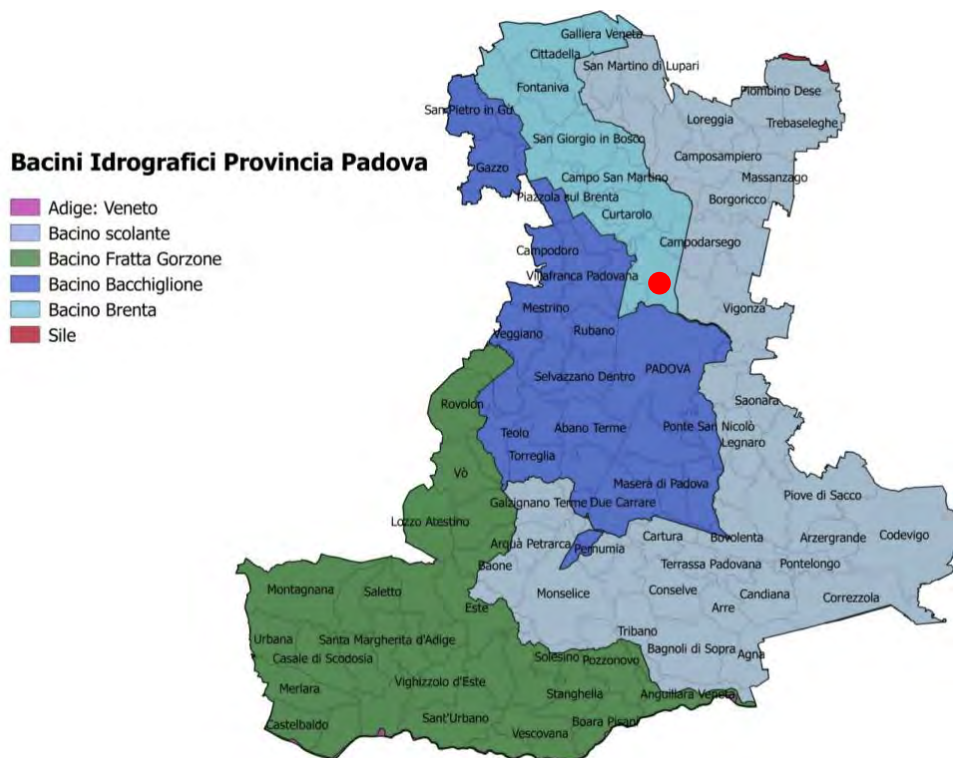 Bacini Idrografici Provincia Padova
Adige: Veneto
Bacino scolante
Bacino Fratta Gorzone
Bacino Bacchiglione
Bacino Brenta
Sile
Galliera Veneta
Cittadella
San Martino di Lupari
Fontaniva
Piombino Dese
San Pietro in Gu
Loreggia
Trebaseleghe
San Giorgio in Bosco
Camposampiero
Gazzo
Campo San Martino
Massanzago
Piazzola sul Brenta
Borgoricco
Curtarolo
Campodarsego
Campodoro
Villafranca Padovana
Mestrino
Vigonza
Veggiano
Rubano
Selvazzano Dentro
PADOVA
Rovolon
Saonara
Teolo
Abano Terme
Ponte San Nicolò
Legnaro
Torreglia
Vò
Maserà di Padova
Galzignano Terme
Due Carrare
Piove di Sacco
Lozzo Atestino
Arquà Petrarca
Pernumia
Cartura
Bovolenta
Arzergrande
Codevigo
Baone
Terrassa Padovana
Pontelongo
Montagnana
Saletto
Monselice
Conselve
Candiana
Correzzola
Este
Arre
Urbana
Santa Margherita d'Adige
Tribano
Casale di Scodosia
Solesino
Pozzonovo
Bagnoli di Sopra
Agna
Merlara
Vighizzolo d'Este
Stanghella
Anguillara Veneta
Castelbaldo
Sant'Urbano
Vescovana
Boara Pisani